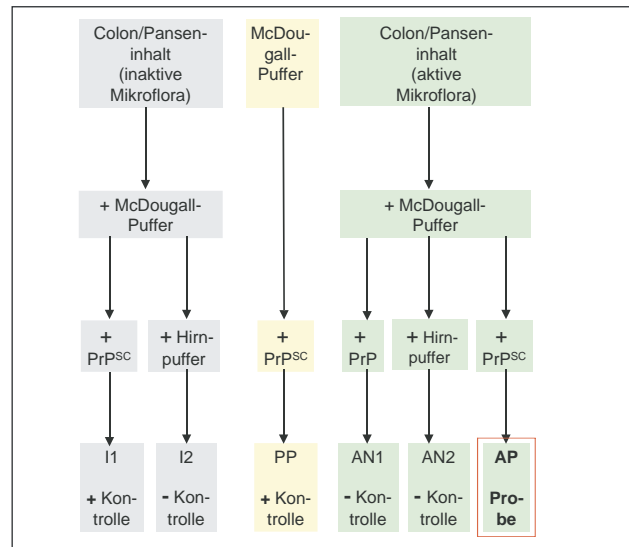 Colon/Pansen-
inhalt
(inaktive
Mikroflora)
McDou-
gall-
Puffer
Colon/Pansen-
inhalt
(aktive
Mikroflora)
+ McDougall-
Puffer
+ McDougall-
Puffer
+
PrPSC
+ Hirn-
puffer
+
PrPSC
+
PrP
+ Hirn-
puffer
+
PrPSC
I1
+ Kon-
trolle
I2
- Kon-
trolle
PP
+ Kon-
trolle
AN1
- Kon-
trolle
AN2
- Kon-
trolle
AP
Pro-
be